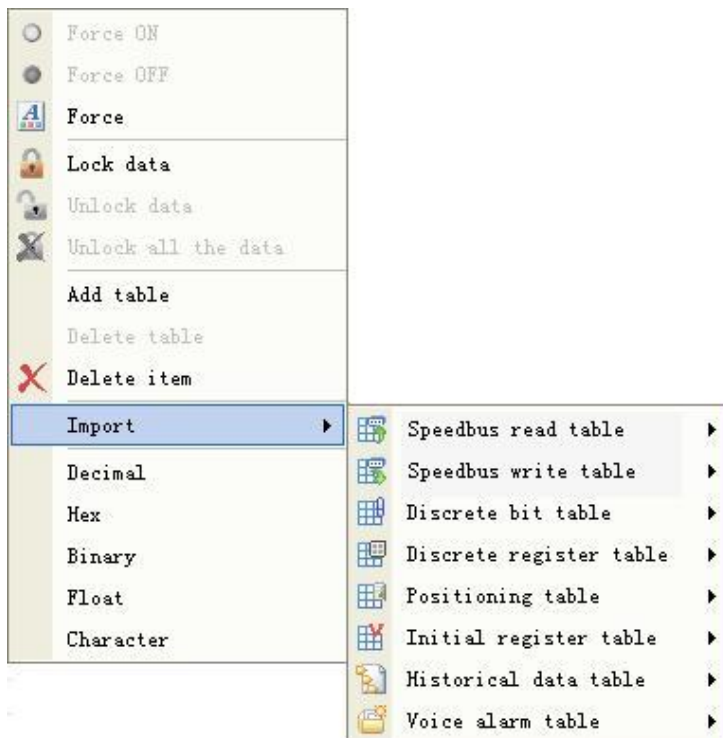 Force ON
Force OFF
Force
Lock data
Unlock data
Unlock all the data
Add table
Delete table
Delete item
Import
Decimal
Hex
Binary
Float
Character
Speedbus read table
Speedbus write table
Discrete bit table
Discrete register table
Positioning table
Initial register table
Historical data table
Voice alarm table